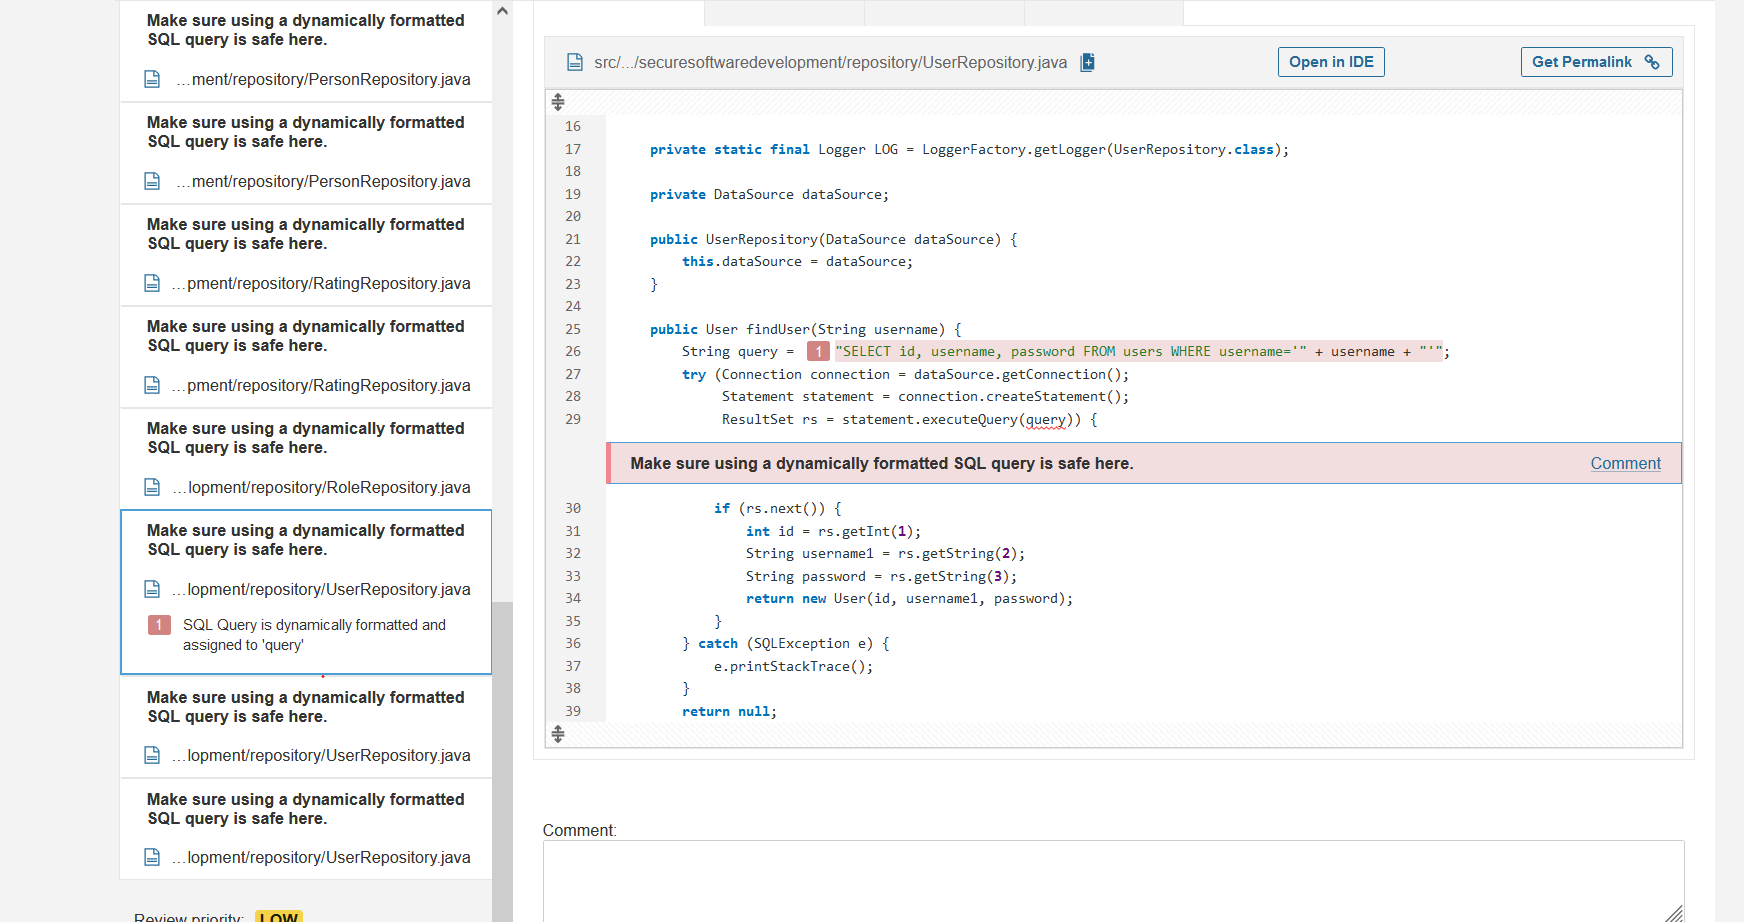 Make sure using a dynamically formatted
SQL query is safe here.
...ment/repository/PersonRepository.java
Make sure using a dynamically formatted
SQL query is safe here.
...ment/repository/PersonRepository.java
Make sure using a dynamically formatted
SQL query is safe here.
...pment/repository/RatingRepository.java
Make sure using a dynamically formatted
SQL query is safe here.
...pment/repository/RatingRepository.java
Make sure using a dynamically formatted
SQL query is safe here.
...lopment/repository/RoleRepository.java
Make sure using a dynamically formatted
SQL query is safe here.
...lopment/repository/UserRepository.java
1 SQL Query is dynamically formatted and
assigned to 'query'
Make sure using a dynamically formatted
SQL query is safe here.
...lopment/repository/UserRepository.java
Make sure using a dynamically formatted
SQL query is safe here.
...lopment/repository/UserRepository.java
Review priority: LOW
src/.../securesoftwaredevelopment/repository/UserRepository.java Open in IDE Get Permalink
16
17 private static final Logger LOG = LoggerFactory.getLogger(UserRepository.class);
18
19 private DataSource dataSource;
20
21 public UserRepository(DataSource dataSource) {
22 this.dataSource = dataSource;
23 }
24
25 public User findUser(String username) {
26 String query = 1 "SELECT id, username, password FROM users WHERE username='" + username + "'";
27 try (Connection connection = dataSource.getConnection();
28 Statement statement = connection.createStatement();
29 ResultSet rs = statement.executeQuery(query)) {
Make sure using a dynamically formatted SQL query is safe here. Comment
30 if (rs.next()) {
31 int id = rs.getInt(1);
32 String username1 = rs.getString(2);
33 String password = rs.getString(3);
34 return new User(id, username1, password);
35 }
36 } catch (SQLException e) {
37 e.printStackTrace();
38 }
39 return null;
Comment: